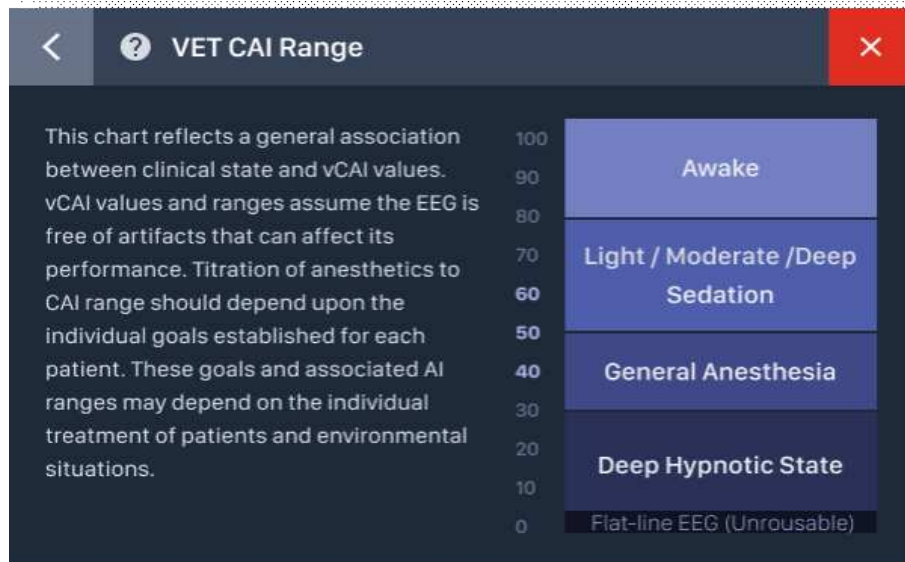 VET CAI Range
This chart reflects a general association
between clinical state and vCAI values.
vCAI values and ranges assume the EEG is
free of artifacts that can affect its
performance. Titration of anesthetics to
CAI range should depend upon the
individual goals established for each
patient. These goals and associated AI
ranges may depend on the individual
treatment of patients and environmental
situations.
100
90
80
70
60
50
40
30
20
10
0
Awake
Light / Moderate /Deep
Sedation
General Anesthesia
Deep Hypnotic State
Flat-line EEG (Unrousable)